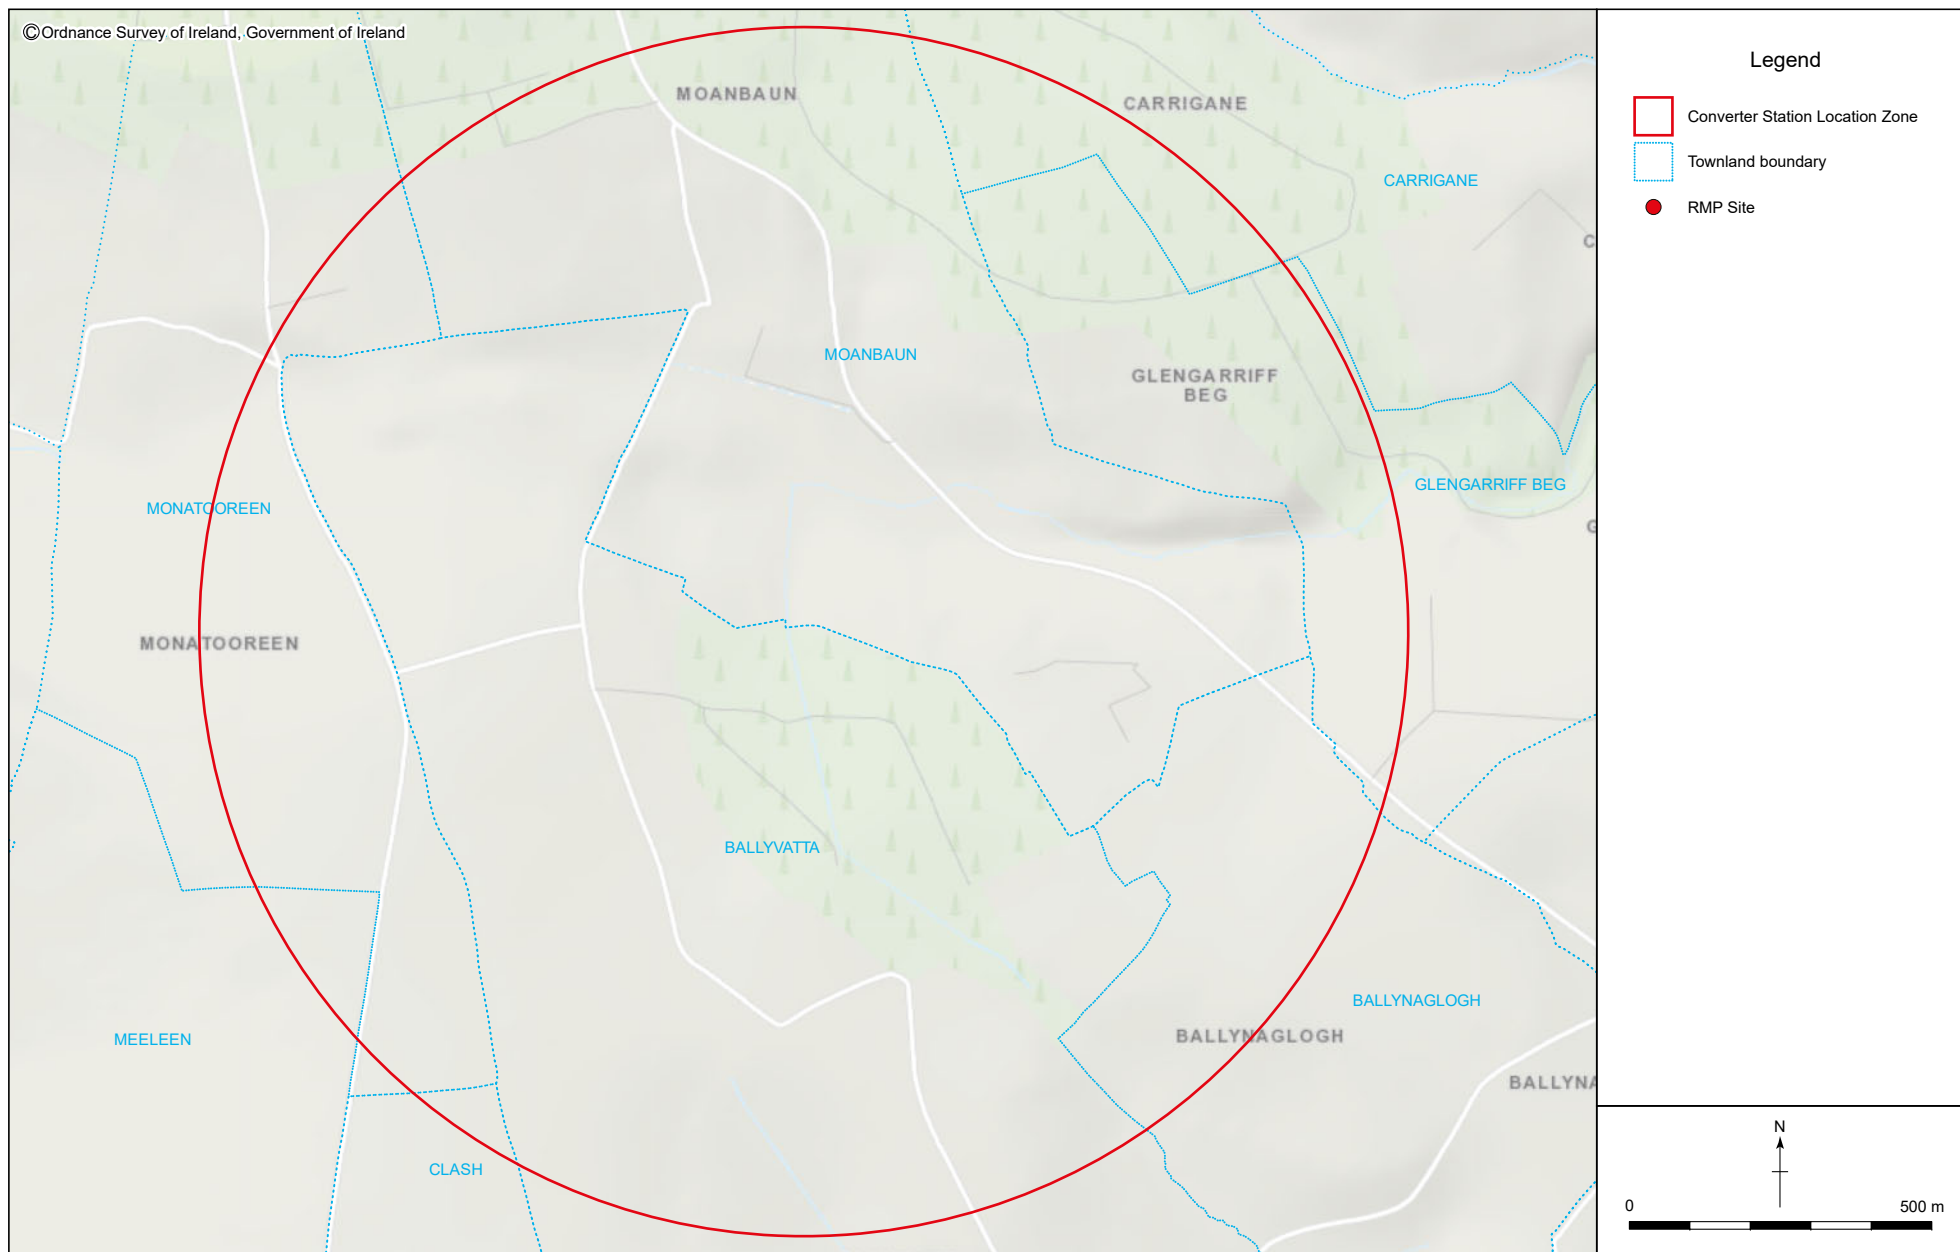 ©Ordnance Survey of Ireland, Government of Ireland
MOANBAUN
CARRIGANE
CARRIGANE
C
MOANBAUN
GLENGARRIFF
BEG
GLENGARRIFF BEG
MONATOOREEN
G
MONATOOREEN
BALLYVATTA
BALLYNAGLOGH
MEELEEN
BALLYNAGLOGH
BALLYNA
CLASH
Legend
Converter Station Location Zone
Townland boundary
RMP Site
N
0 500 m